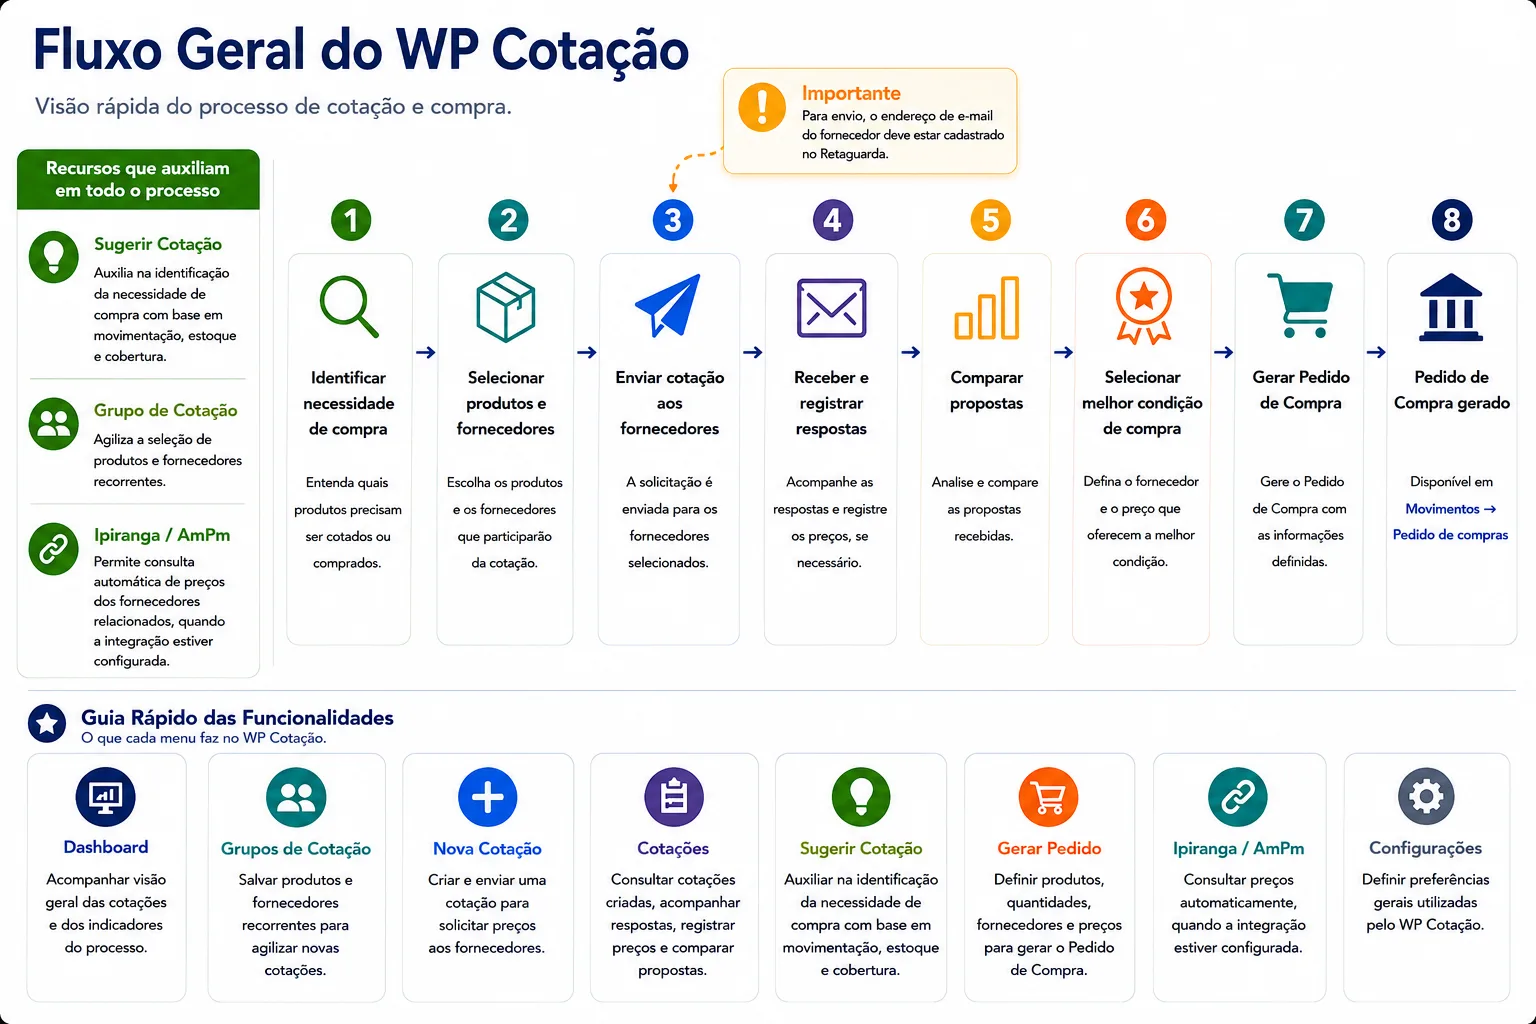 Fluxo Geral do WP Cotação
Visão rápida do processo de cotação e compra.
Importante
Para envio, o endereço de e-mail
do fornecedor deve estar cadastrado
no Retaguarda.
Recursos que auxiliam
em todo o processo
Sugerir Cotação
Auxilia na identificação
da necessidade de
compra com base em
movimentação, estoque
e cobertura.
Grupo de Cotação
Agiliza a seleção de
produtos e fornecedores
recorrentes.
Ipiranga / AmPm
Permite consulta
automática de preços
dos fornecedores
relacionados, quando
a integração estiver
configurada.
1
Identificar
necessidade
de compra
Entenda quais
produtos precisam
ser cotados ou
comprados.
2
Selecionar
produtos e
fornecedores
Escolha os produtos
e os fornecedores
que participarão
da cotação.
3
Enviar cotação
aos
fornecedores
A solicitação é
enviada para os
fornecedores
selecionados.
4
Receber e
registrar
respostas
Acompanhe as
respostas e registre
os preços, se
necessário.
5
Comparar
propostas
Analise e compare
as propostas
recebidas.
6
Selecionar
melhor condição
de compra
Defina o fornecedor
e o preço que
oferecem a melhor
condição.
7
Gerar Pedido
de Compra
Gere o Pedido
de Compra com
as informações
definidas.
8
Pedido de
Compra gerado
Disponível em
Movimentos →
Pedido de compras
Guia Rápido das Funcionalidades
O que cada menu faz no WP Cotação.
Dashboard
Acompanhar visão
geral das cotações
e dos indicadores
do processo.
Grupos de Cotação
Salvar produtos e
fornecedores
recorrentes para
agilizar novas
cotações.
Nova Cotação
Criar e enviar uma
cotação para
solicitar preços
aos fornecedores.
Cotações
Consultar cotações
criadas, acompanhar
respostas, registrar
preços e comparar
propostas.
Sugerir Cotação
Auxiliar na identificação
da necessidade de
compra com base em
movimentação, estoque
e cobertura.
Gerar Pedido
Definir produtos,
quantidades,
fornecedores e preços
para gerar o Pedido
de Compra.
Ipiranga / AmPm
Consultar preços
automaticamente,
quando a integração
estiver configurada.
Configurações
Definir preferências
gerais utilizadas
pelo WP Cotação.